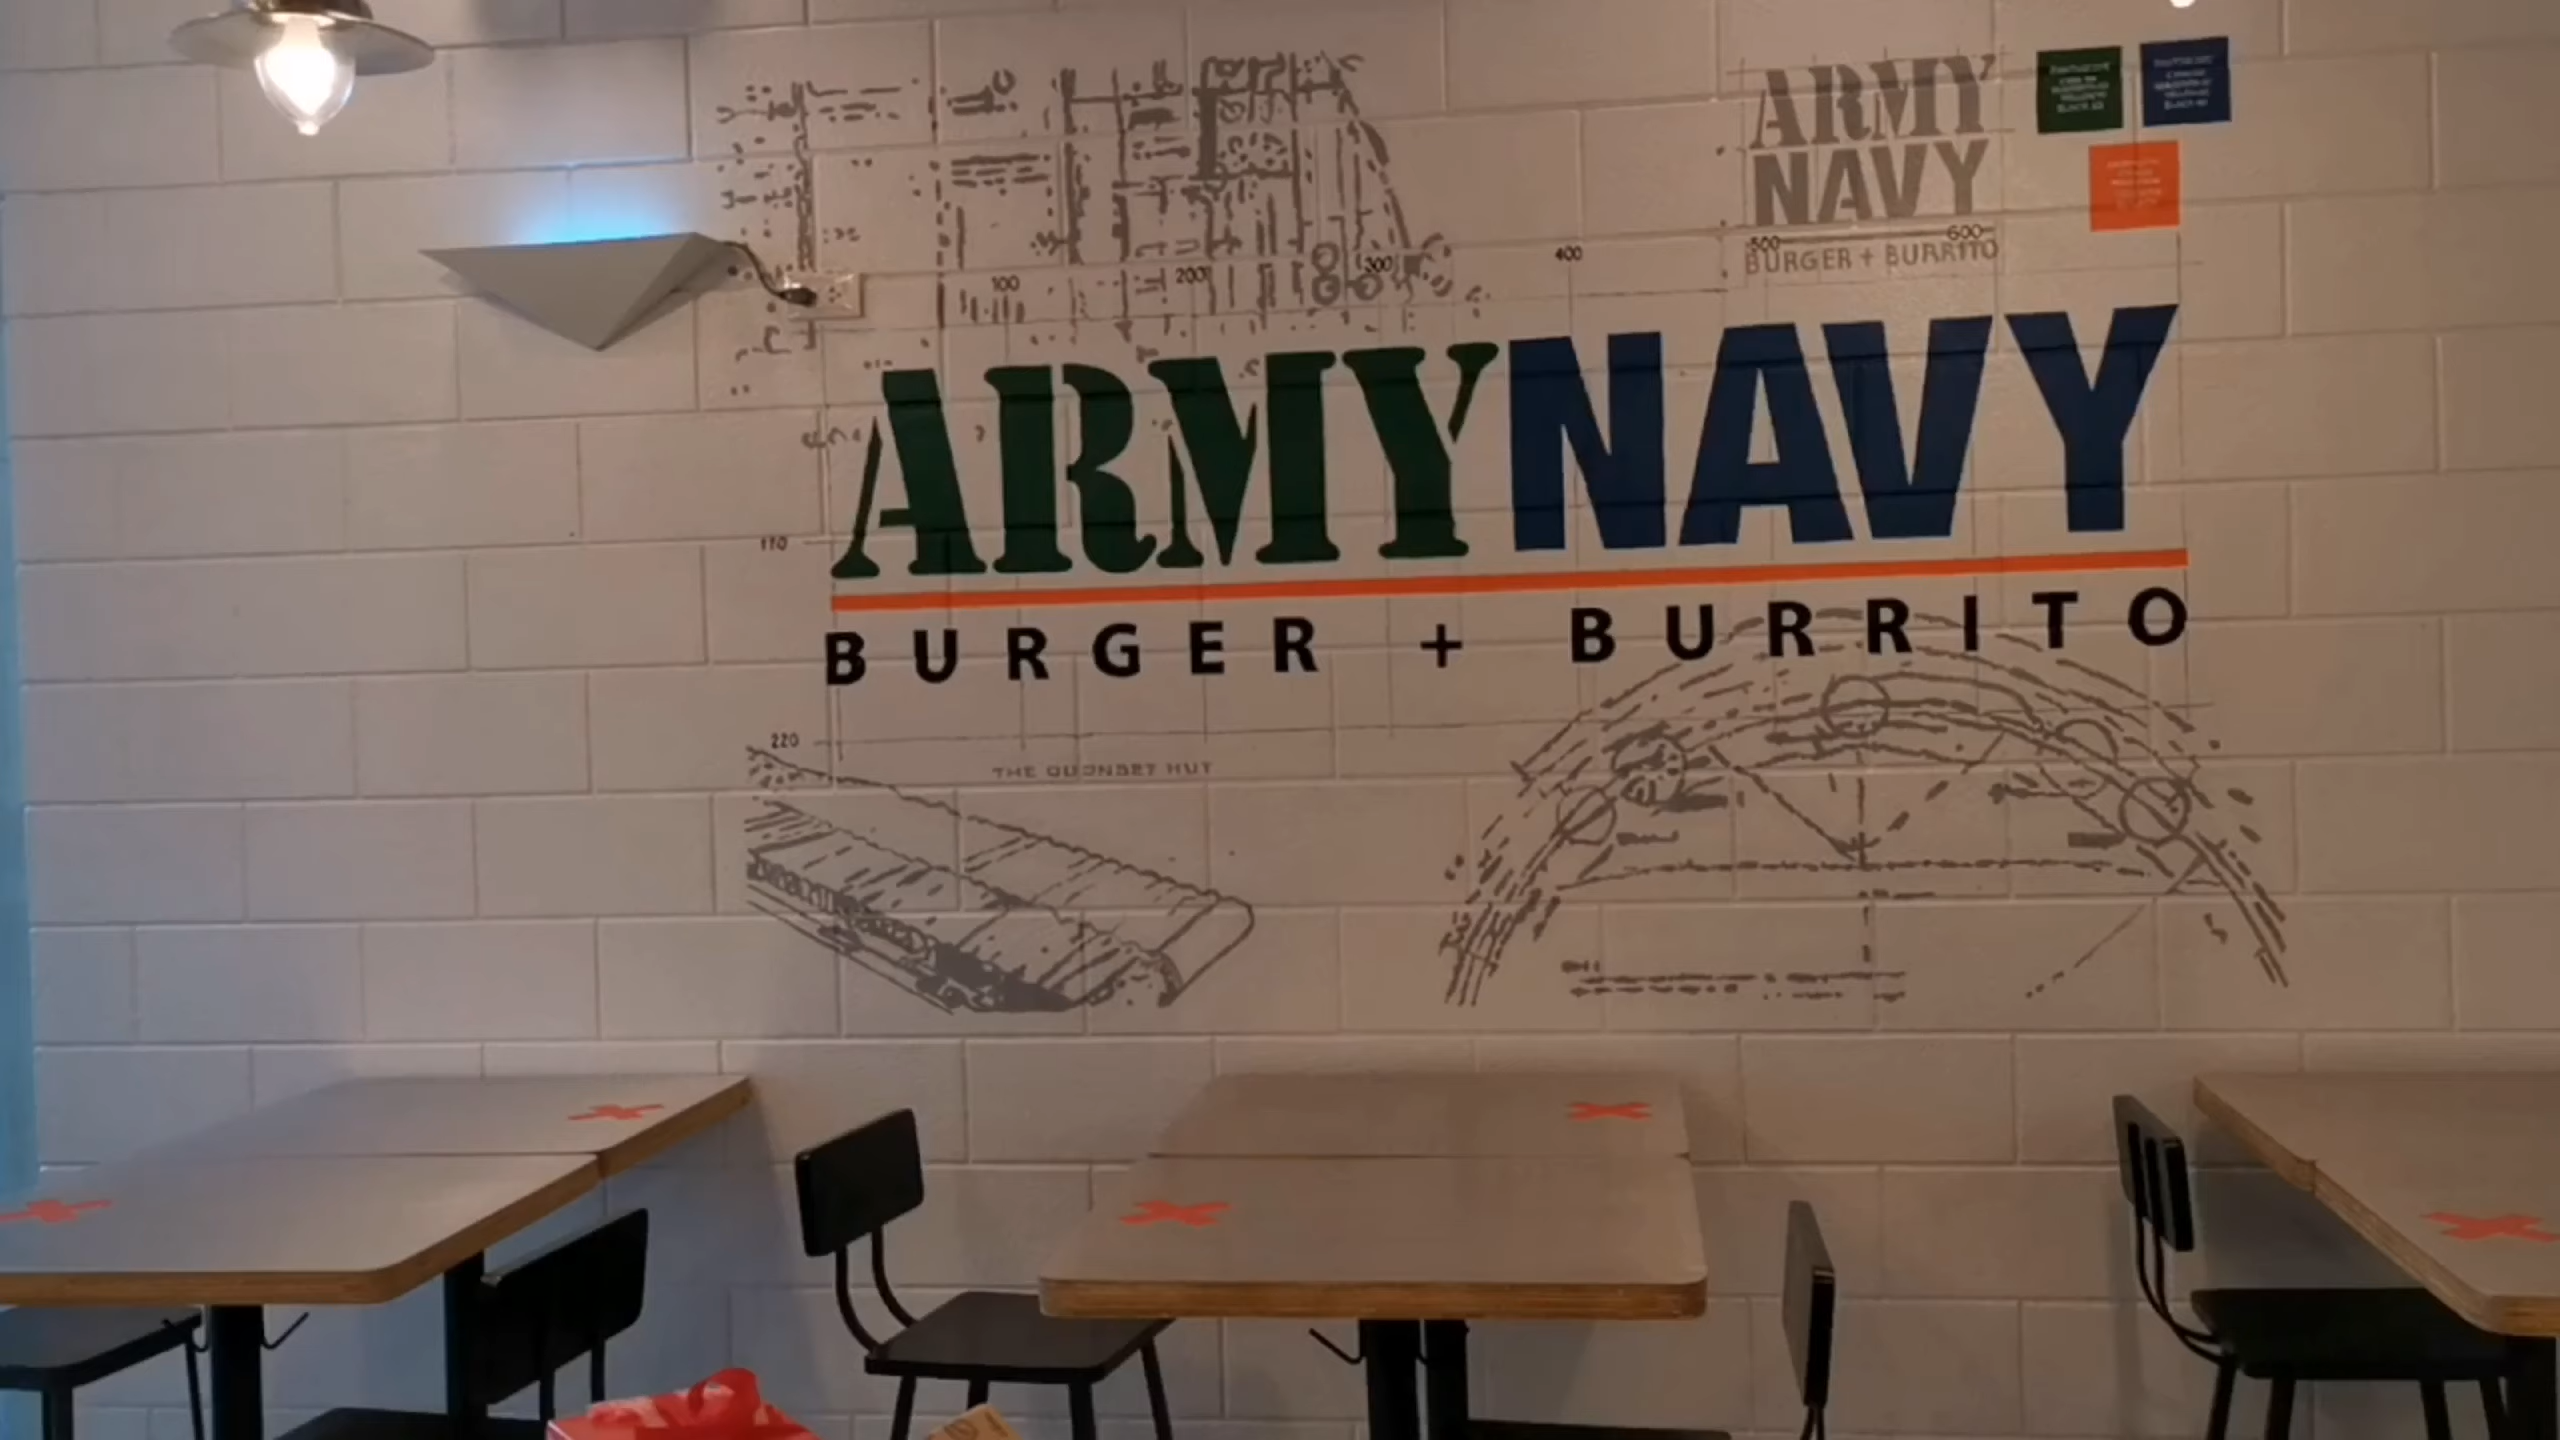 ARMY
NAVY
500 600
BURGER + BURRITO
100 200 300 400
ARMYNAVY
110
BURGER + BURRITO
220
THE QUONSET HUT